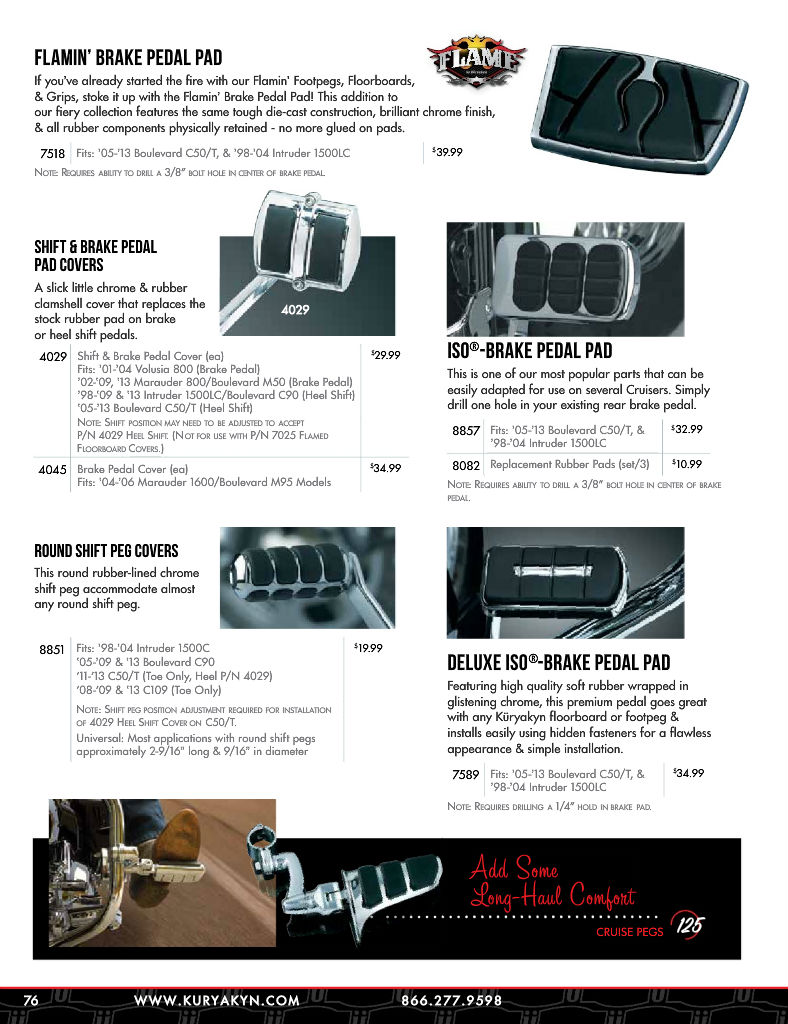 FLAMIN' BRAKE PEDAL PAD
FLAME
If you've already started the fire with our Flamin' Footpegs, Floorboards,
& Grips, stoke it up with the Flamin' Brake Pedal Pad! This addition to
our fiery collection features the same tough die-cast construction, brilliant chrome finish,
& all rubber components physically retained - no more glued on pads.
7518 Fits: '05-'13 Boulevard C50/T, & '98-'04 Intruder 1500LC $39.99
NOTE: REQUIRES ABILITY TO DRILL A 3/8" BOLT HOLE IN CENTER OF BRAKE PEDAL.
SHIFT & BRAKE PEDAL
PAD COVERS
A slick little chrome & rubber
clamshell cover that replaces the
stock rubber pad on brake
or heel shift pedals.
4029
4029 Shift & Brake Pedal Cover (ea) $29.99
Fits: '01-'04 Volusia 800 (Brake Pedal)
'02-'09, '13 Marauder 800/Boulevard M50 (Brake Pedal)
'98-'09 & '13 Intruder 1500LC/Boulevard C90 (Heel Shift)
'05-'13 Boulevard C50/T (Heel Shift)
NOTE: SHIFT POSITION MAY NEED TO BE ADJUSTED TO ACCEPT
P/N 4029 HEEL SHIFT. (NOT FOR USE WITH P/N 7025 FLAMED
FLOORBOARD COVERS.)
4045 Brake Pedal Cover (ea) $34.99
Fits: '04-'06 Marauder 1600/Boulevard M95 Models
ISO®-BRAKE PEDAL PAD
This is one of our most popular parts that can be
easily adapted for use on several Cruisers. Simply
drill one hole in your existing rear brake pedal.
8857 Fits: '05-'13 Boulevard C50/T, & $32.99
'98-'04 Intruder 1500LC
8082 Replacement Rubber Pads (set/3) $10.99
NOTE: REQUIRES ABILITY TO DRILL A 3/8" BOLT HOLE IN CENTER OF BRAKE
PEDAL.
ROUND SHIFT PEG COVERS
This round rubber-lined chrome
shift peg accommodate almost
any round shift peg.
8851 Fits: '98-'04 Intruder 1500C $19.99
'05-'09 & '13 Boulevard C90
'11-'13 C50/T (Toe Only, Heel P/N 4029)
'08-'09 & '13 C109 (Toe Only)
NOTE: SHIFT PEG POSITION ADJUSTMENT REQUIRED FOR INSTALLATION
OF 4029 HEEL SHIFT COVER ON C50/T.
Universal: Most applications with round shift pegs
approximately 2-9/16" long & 9/16" in diameter
DELUXE ISO®-BRAKE PEDAL PAD
Featuring high quality soft rubber wrapped in
glistening chrome, this premium pedal goes great
with any Küryakyn floorboard or footpeg &
installs easily using hidden fasteners for a flawless
appearance & simple installation.
7589 Fits: '05-'13 Boulevard C50/T, & $34.99
'98-'04 Intruder 1500LC
NOTE: REQUIRES DRILLING A 1/4" HOLD IN BRAKE PAD.
Add Some
Long-Haul Comfort
CRUISE PEGS 125
76 WWW.KURYAKYN.COM 866.277.9598